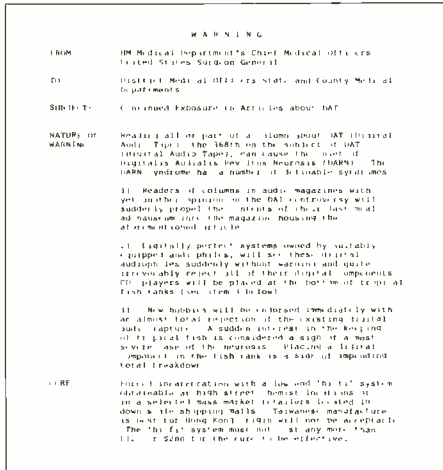 WARNING
FROM HM Medical Department's Chief Medical Officers
United States Surgeon General
TO District Medical Officers State and County Medical
Departments
SUBJECT Continued Exposure to Articles about DAT
NATURE OF Reading all or part of a column about DAT (Digital
WARNING Audio Tape) the 368th on the subject of DAT
(Digital Audio Tape), can cause the onset of
Digitalis Audialis Rev Neurosis (DARN) The
DARN syndrome has a number of definable syndromes
1) Readers of columns in audio magazines with
yet another opinion on the DAT controversy will
suddenly propel the contents of their last meal
ad nauseum into the magazine housing the
aforementioned article
2) Digitally perfect systems owned by suitably
equipped audiophiles, will see these digital
audiophiles suddenly without warning and quite
irrevocably reject all of their digital components
CD players will be placed at the bottom of tropical
fish tanks (see item 3 below)
3) New hobbies will be endorsed immediately with
an almost total rejection of the existing digital
audio capture A sudden interest in the keeping
of tropical fish is considered a sign of a most
severe case of the neurosis Placing a digital
component in the fish tank is a sign of impending
total breakdown
CURE Forced incarceration with a low end "hi fi" system
obtainable at high street chemist locations or
in a selected mass market retailers located in
down side shopping malls Taiwanese manufacture
is best for Hong Kong origin will not be acceptable
The "hi fi" system must not cost any more than
or $200 for the cure to be effective.